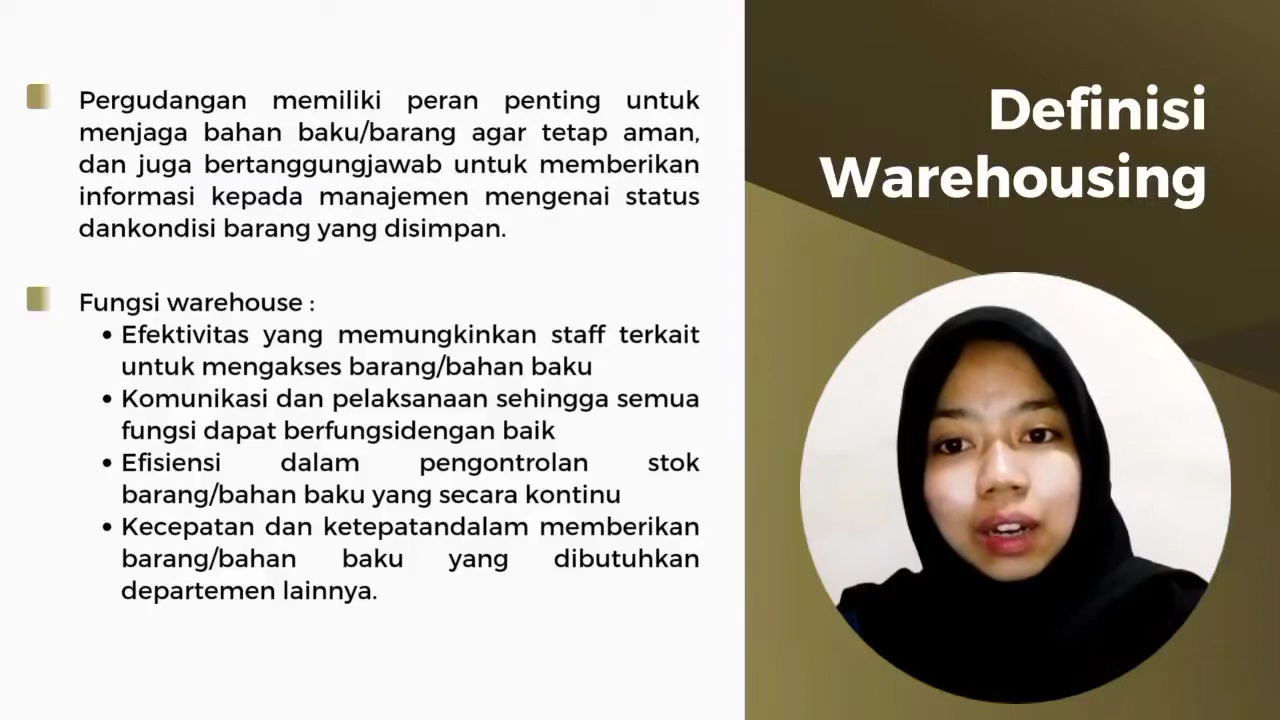 Pergudangan memiliki peran penting untuk
menjaga bahan baku/barang agar tetap aman,
dan juga bertanggungjawab untuk memberikan
informasi kepada manajemen mengenai status
dankondisi barang yang disimpan.
Fungsi warehouse :
• Efektivitas yang memungkinkan staff terkait
untuk mengakses barang/bahan baku
• Komunikasi dan pelaksanaan sehingga semua
fungsi dapat berfungsidengan baik
• Efisiensi dalam pengontrolan stok
barang/bahan baku yang secara kontinu
• Kecepatan dan ketepatandalam memberikan
barang/bahan baku yang dibutuhkan
departemen lainnya.
Definisi
Warehousing